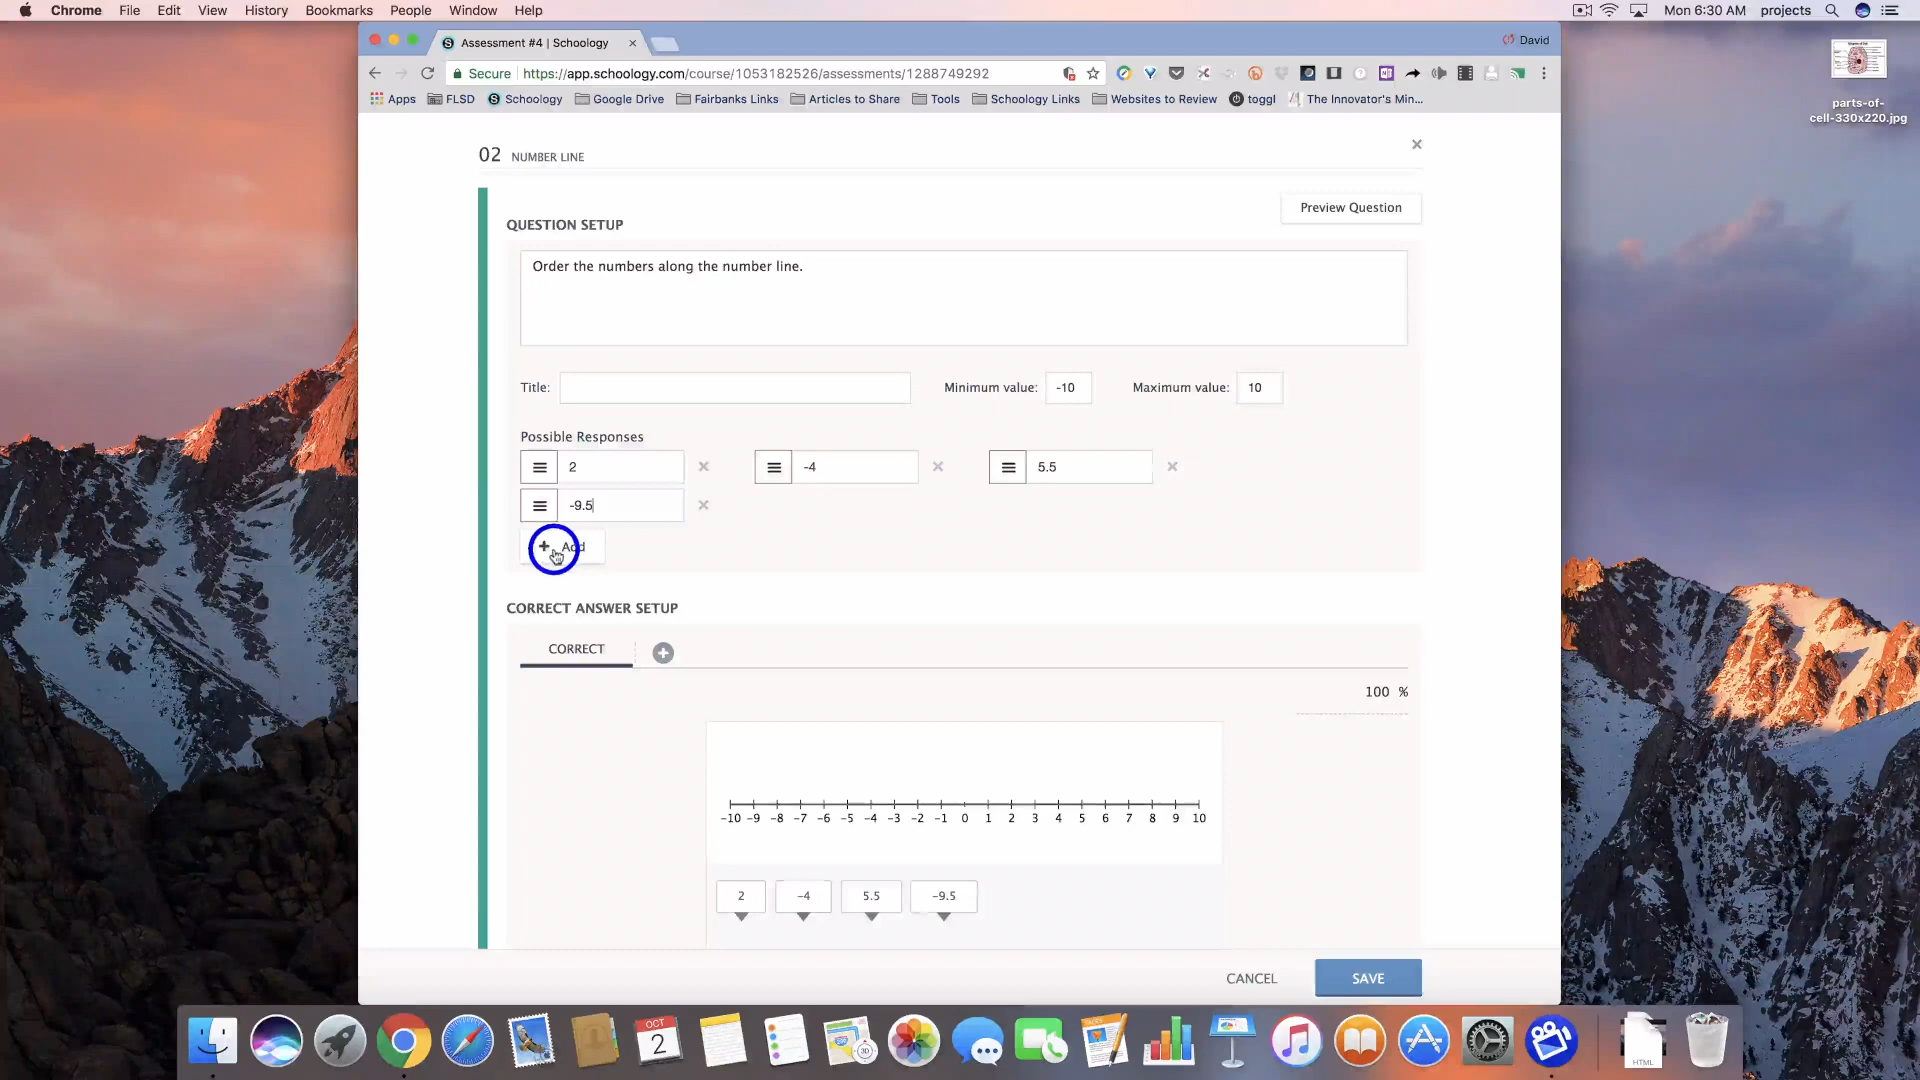 Chrome File Edit View History Bookmarks People Window Help
Mon 6:30 AM projects
Assessment #4 | Schoology
David
Secure https://app.schoology.com/course/1053182526/assessments/1288749292
Apps FLSD Schoology Google Drive Fairbanks Links Articles to Share Tools Schoology Links Websites to Review toggl The Innovator's Min...
parts-of-
cell-330x220.jpg
02 NUMBER LINE
Preview Question
QUESTION SETUP
Order the numbers along the number line.
Title: Minimum value: -10 Maximum value: 10
Possible Responses
2 -4 5.5
-9.5
+ Add
CORRECT ANSWER SETUP
CORRECT
100 %
-10 -9 -8 -7 -6 -5 -4 -3 -2 -1 0 1 2 3 4 5 6 7 8 9 10
2 -4 5.5 -9.5
CANCEL SAVE
OCT
2
3D
HTML